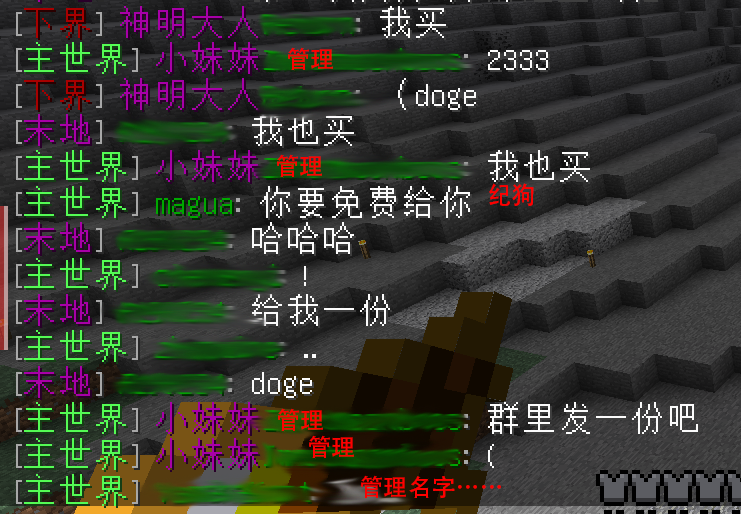 [下界] 神明大人: 我买
[主世界] 小妹妹 管理: 2333
[下界] 神明大人: (doge
[末地]: 我也买
[主世界] 小妹妹 管理: 我也买
[主世界] magua: 你要免费给你 纪狗
[末地]: 哈哈哈
[主世界]: !
[末地]: 给我一份
[主世界]: ..
[末地]: doge
[主世界] 小妹妹 管理: 群里发一份吧
[主世界] 小妹妹 管理: (
[主世界] 管理名字……